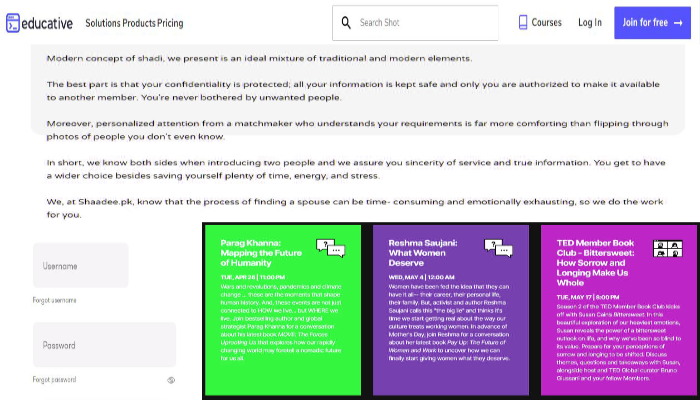 educative
Solutions Products Pricing
Search Shot
Courses
Log In
Join for free →
Modern concept of shadi, we present is an ideal mixture of traditional and modern elements.
The best part is that your confidentiality is protected; all your information is kept safe and only you are authorized to make it available
to another member. You're never bothered by unwanted people.
Moreover, personalized attention from a matchmaker who understands your requirements is far more comforting than flipping through
photos of people you don't even know.
In short, we know both sides when introducing two people and we assure you sincerity of service and true information. You get to have
a wider choice besides saving yourself plenty of time, energy, and stress.
We, at Shaadee.pk, know that the process of finding a spouse can be time- consuming and emotionally exhausting, so we do the work
for you.
Username
Forgot username
Password
Forgot password
Parag Khanna:
Mapping the Future
of Humanity
TUE, APR 26 | 11:00 PM
Wars and revolutions, pandemics and climate
change ... these are the moments that shape
human history. And, these events are not just
connected to HOW we live... but WHERE we
live. Join bestselling author and global
strategist Parag Khanna for a conversation
about his latest book MOVE: The Forces
Uprooting Us that explores how our rapidly
changing world may foretell a nomadic future
for us all.
Reshma Saujani:
What Women
Deserve
WED, MAY 4 | 12:00 AM
Women have been fed the idea that they can
have it all— their career, their personal life,
their family. But, activist and author Reshma
Saujani calls this "the big lie" and thinks it's
time we start getting real about the way our
culture treats working women. In advance of
Mother's Day, join Reshma for a conversation
about her latest book Pay Up: The Future of
Women and Work to uncover how we can
finally start giving women what they deserve.
TED Member Book
Club - Bittersweet:
How Sorrow and
Longing Make Us
Whole
TUE, MAY 17 | 8:00 PM
Season 2 of the TED Member Book Club kicks
off with Susan Cain's Bittersweet. In this
beautiful exploration of our heaviest emotions,
Susan reveals the power of a bittersweet
outlook on life, and why we've been so blind to
its value. Prepare for your perceptions of
sorrow and longing to be shifted. Discuss
themes, questions and takeaways with Susan,
alongside host and TED Global curator Bruno
Giussani and your fellow Members.